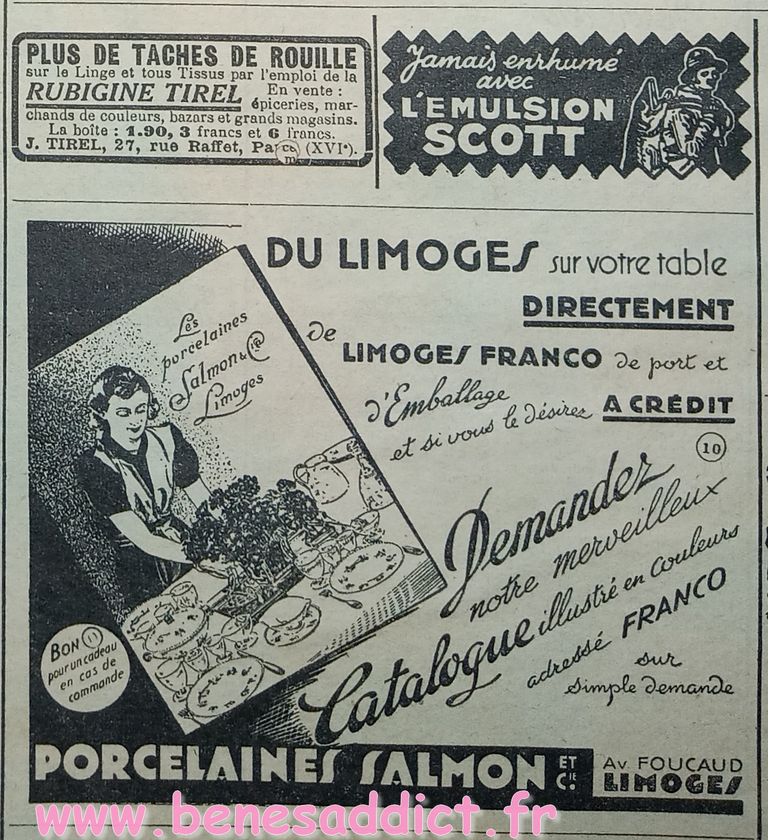 PLUS DE TACHES DE ROUILLE
sur le Linge et tous Tissus par l'emploi de la
RUBIGINE TIREL En vente :
épiceries, mar-
chands de couleurs, bazars et grands magasins.
La boîte : 1.90, 3 francs et 6 francs.
J. TIREL, 27, rue Raffet, (XVIe).
Jamais enrhumé
avec
L'EMULSION
SCOTT
DU LIMOGES sur votre table
DIRECTEMENT
de
LIMOGES FRANCO de port et
d'Emballage
et si vous le désirez A CRÉDIT
10
Les
porcelaines
Salmon & Cie
Limoges
Demandez
notre merveilleux
Catalogue illustré en couleurs
adressé FRANCO
sur
simple demande
BON 11
pour un cadeau
en cas de
commande
PORCELAINES SALMON ET CIE. AV. FOUCAUD
LIMOGES
www.benesaddict.fr